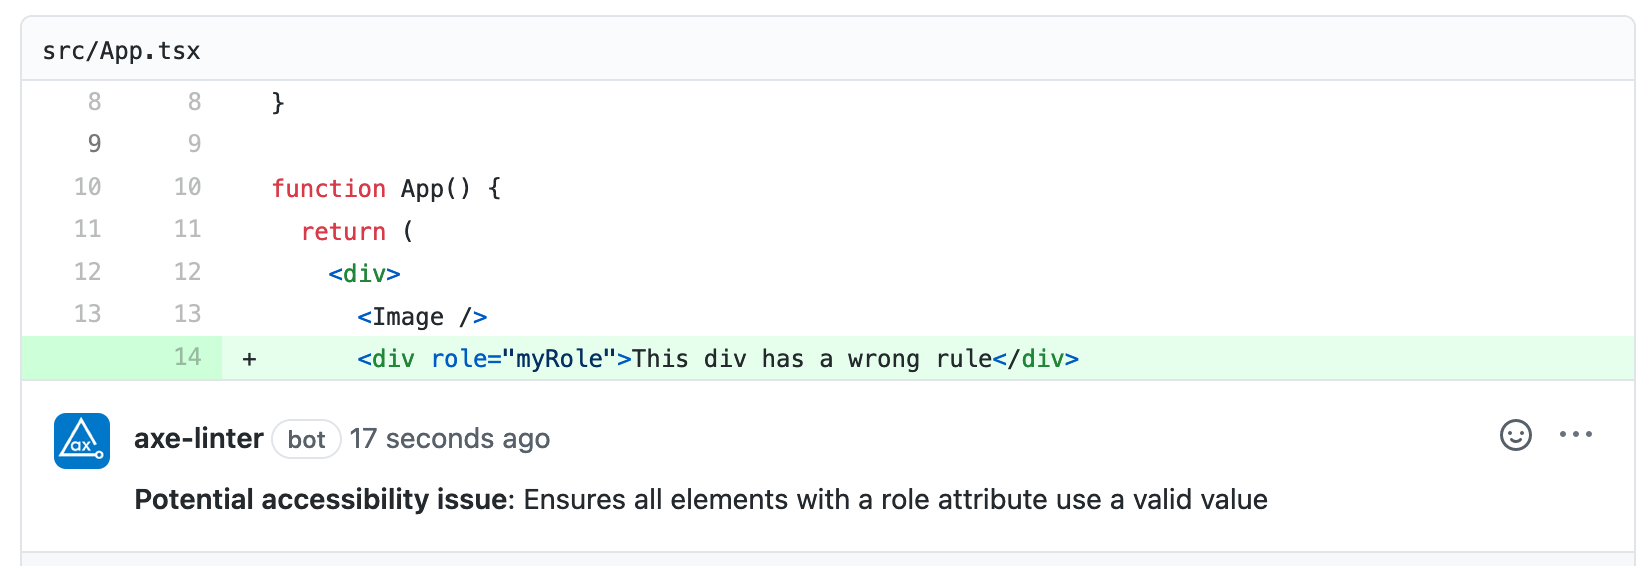 src/App.tsx
8 8 }
9 9
10 10 function App() {
11 11 return (
12 12 <div>
13 13 <Image />
14 + <div role="myRole">This div has a wrong rule</div>
ax
axe-linter bot 17 seconds ago
Potential accessibility issue: Ensures all elements with a role attribute use a valid value